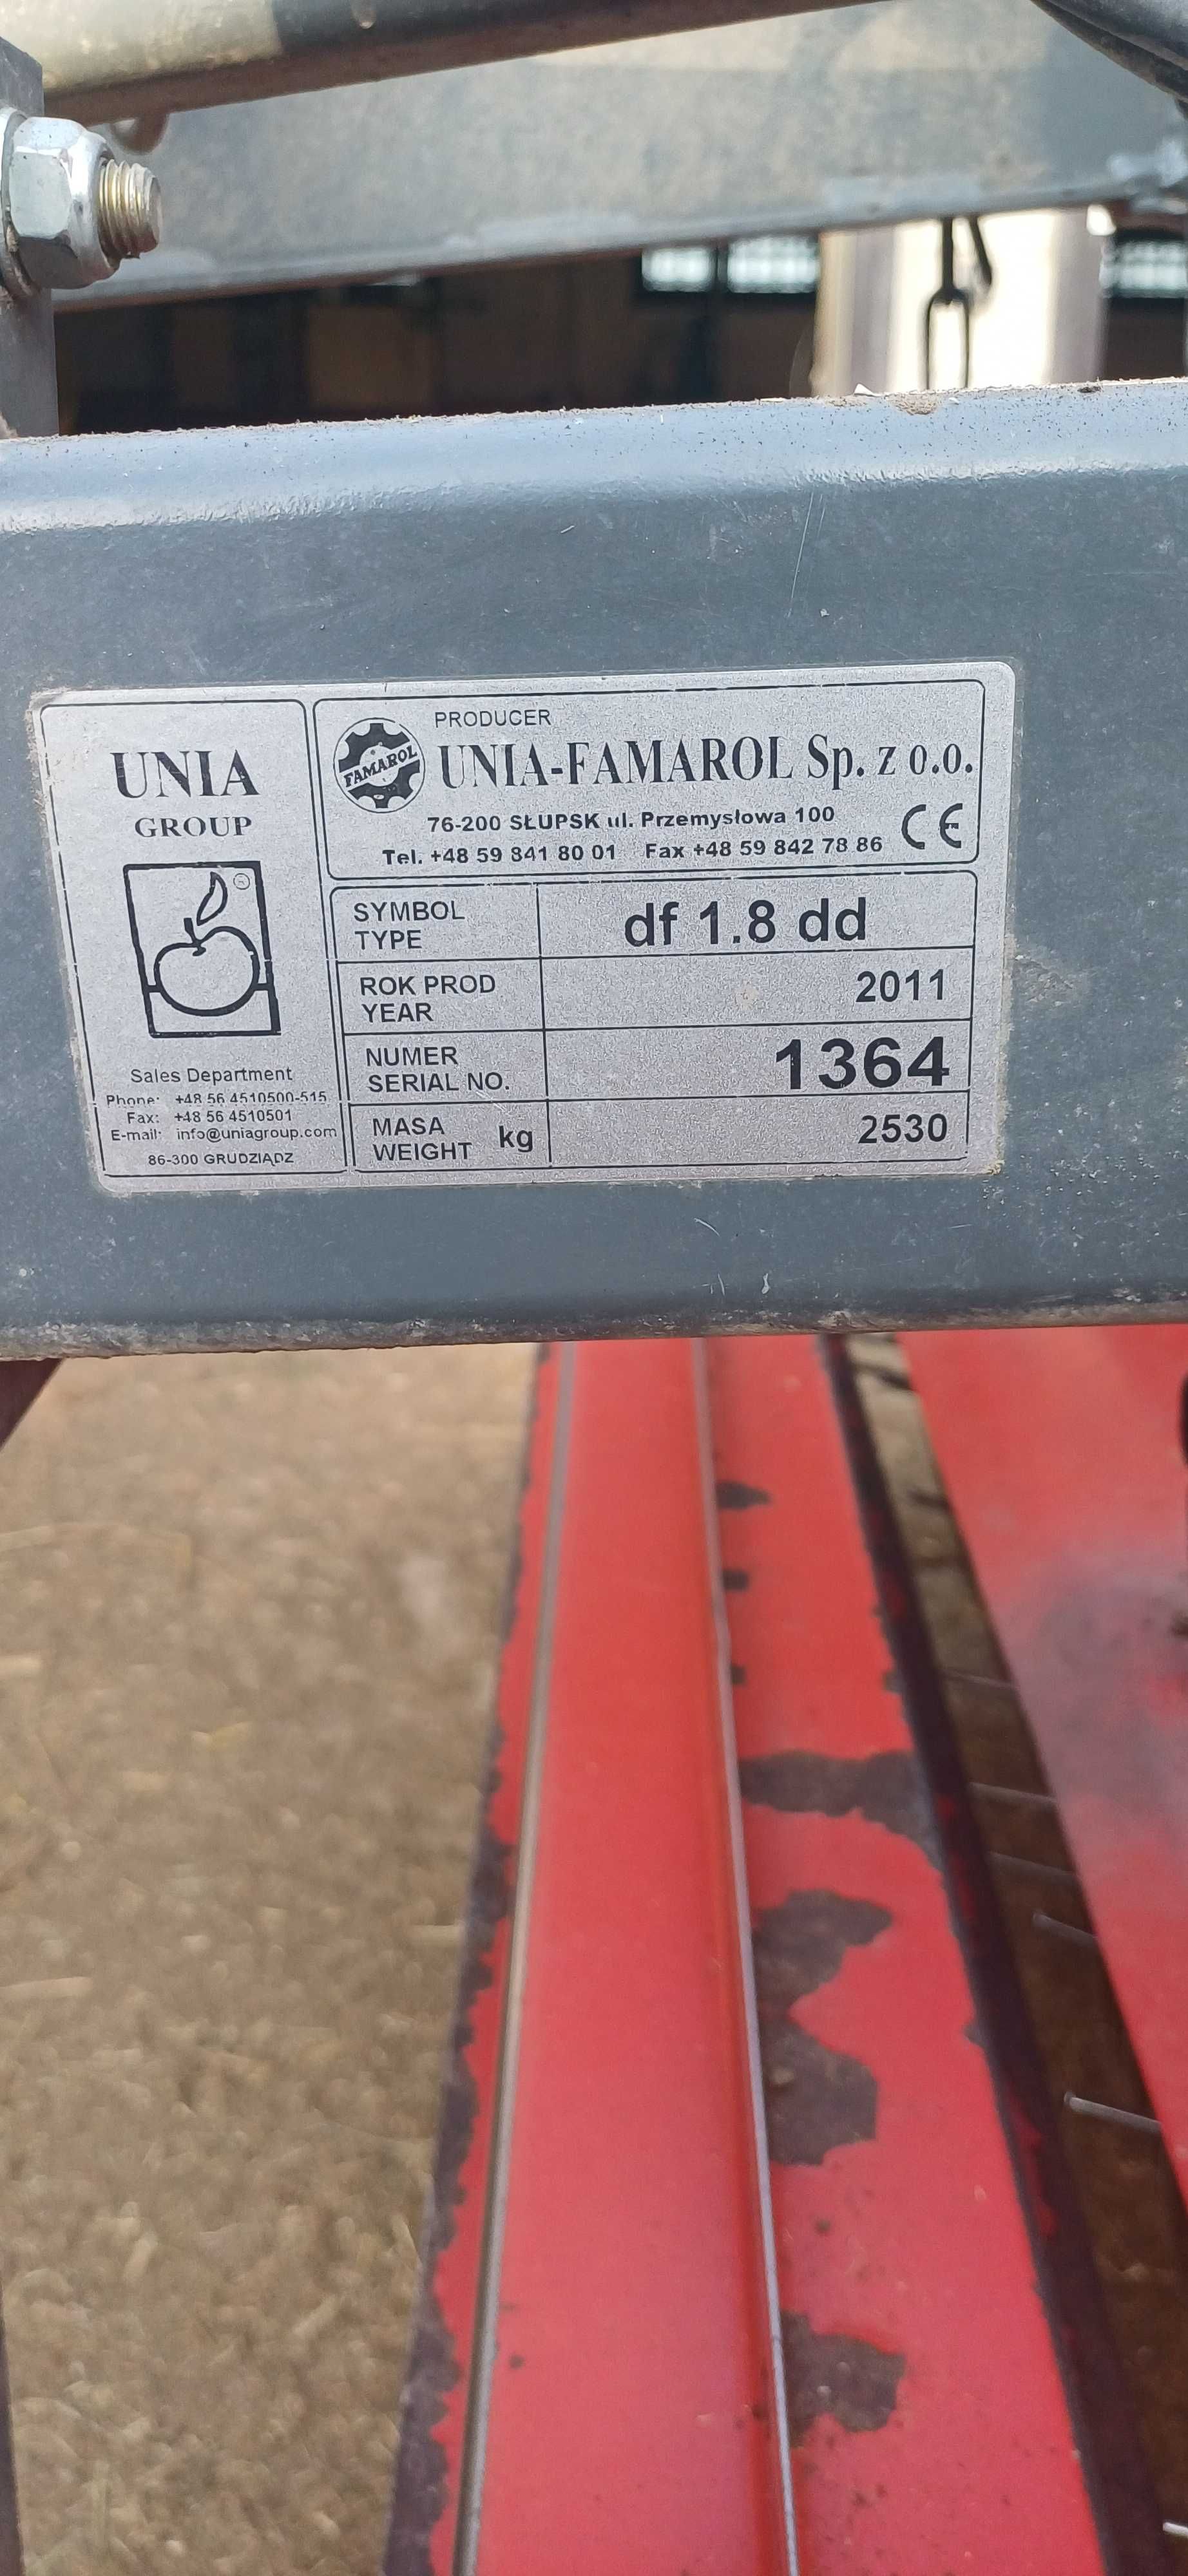 UNIA
GROUP
®
Sales Department
Phone: +48 56 4510500-515
Fax: +48 56 4510501
E-mail: info@uniagroup.com
86-300 GRUDZIĄDZ
FAMAROL
PRODUCER
UNIA-FAMAROL Sp. z o.o.
76-200 SŁUPSK ul. Przemysłowa 100
Tel. +48 59 841 80 01 Fax +48 59 842 78 86
CE
SYMBOL
TYPE
df 1.8 dd
ROK PROD
YEAR
2011
NUMER
SERIAL NO.
1364
MASA
WEIGHT kg
2530